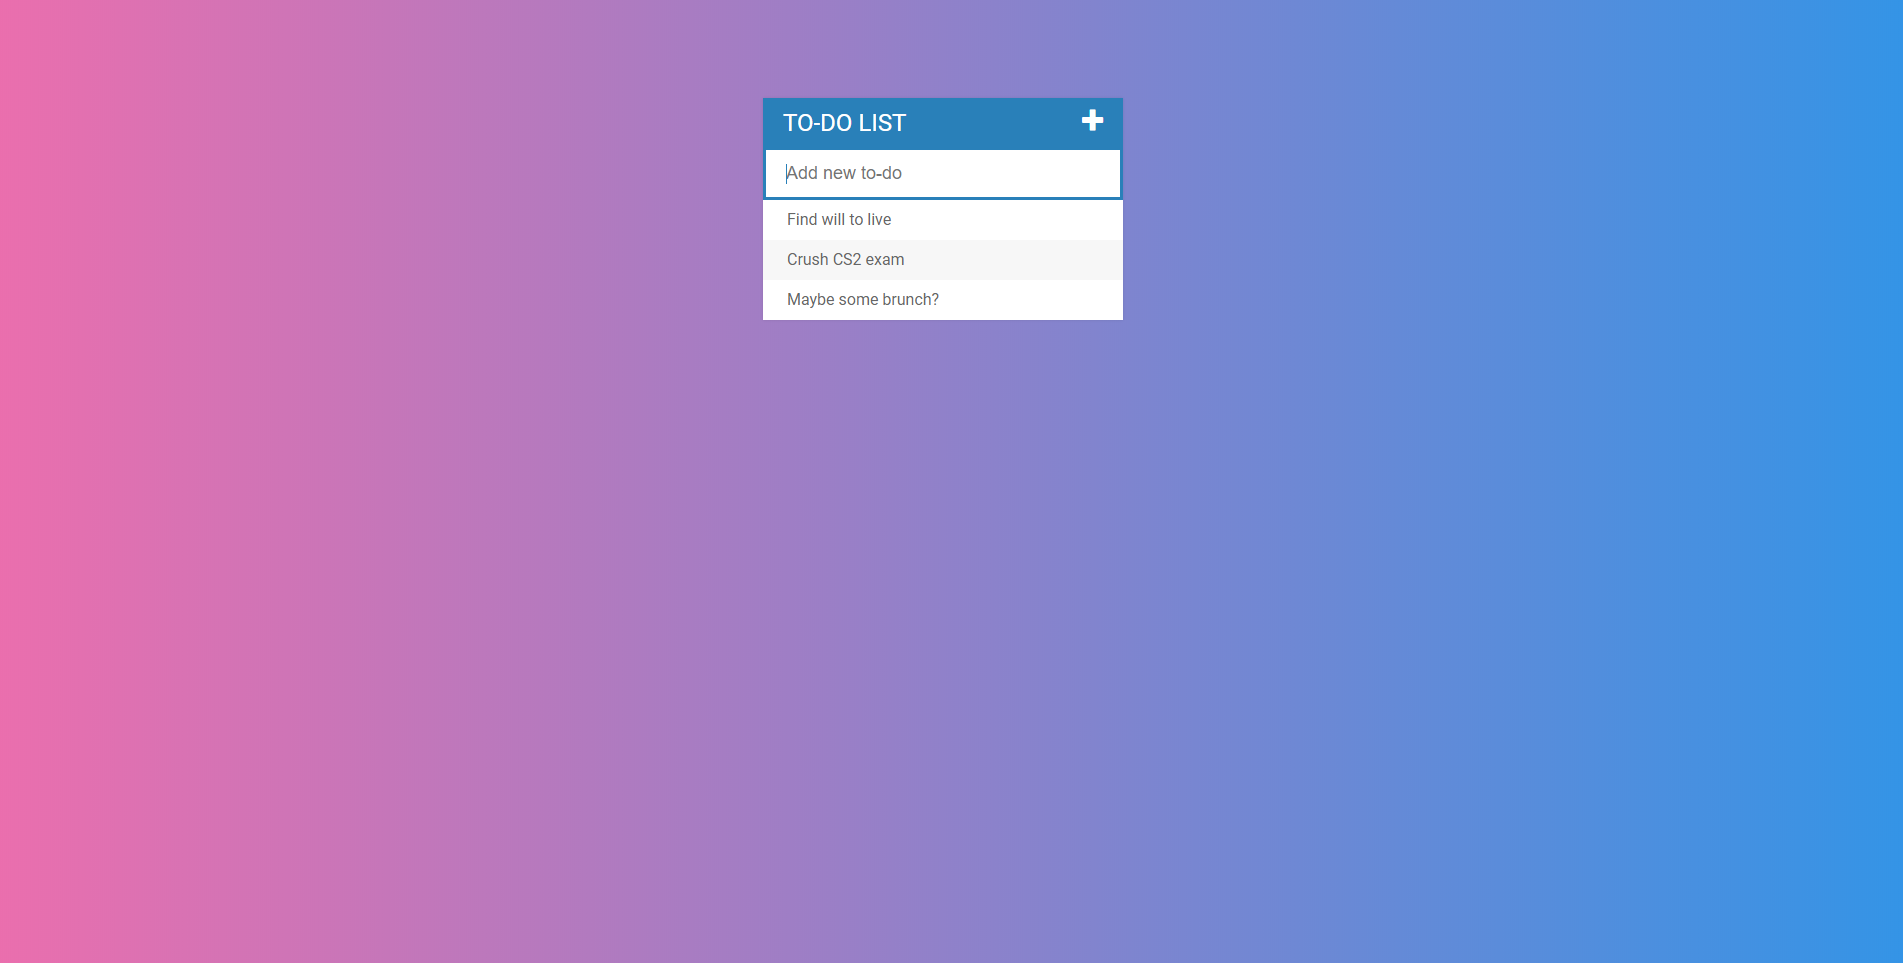 TO-DO LIST
Add new to-do
Find will to live
Crush CS2 exam
Maybe some brunch?